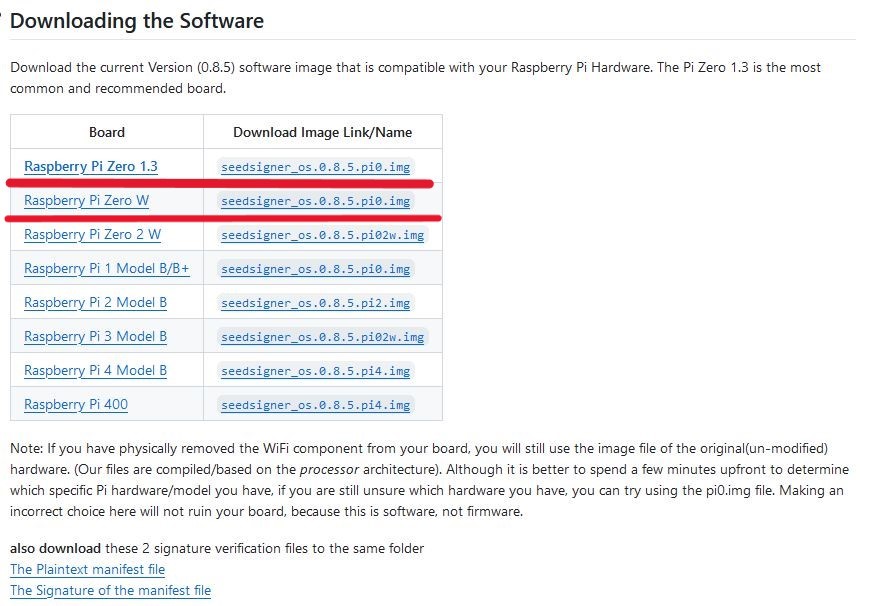 Downloading the Software
Download the current Version (0.8.5) software image that is compatible with your Raspberry Pi Hardware. The Pi Zero 1.3 is the most
common and recommended board.
Board Download Image Link/Name
Raspberry Pi Zero 1.3 seedsigner_os.0.8.5.pi0.img
Raspberry Pi Zero W seedsigner_os.0.8.5.pi0.img
Raspberry Pi Zero 2 W seedsigner_os.0.8.5.pi02w.img
Raspberry Pi 1 Model B/B+ seedsigner_os.0.8.5.pi0.img
Raspberry Pi 2 Model B seedsigner_os.0.8.5.pi2.img
Raspberry Pi 3 Model B seedsigner_os.0.8.5.pi02w.img
Raspberry Pi 4 Model B seedsigner_os.0.8.5.pi4.img
Raspberry Pi 400 seedsigner_os.0.8.5.pi4.img
Note: If you have physically removed the WiFi component from your board, you will still use the image file of the original(un-modified)
hardware. (Our files are compiled/based on the processor architecture). Although it is better to spend a few minutes upfront to determine
which specific Pi hardware/model you have, if you are still unsure which hardware you have, you can try using the pi0.img file. Making an
incorrect choice here will not ruin your board, because this is software, not firmware.
also download these 2 signature verification files to the same folder
The Plaintext manifest file
The Signature of the manifest file